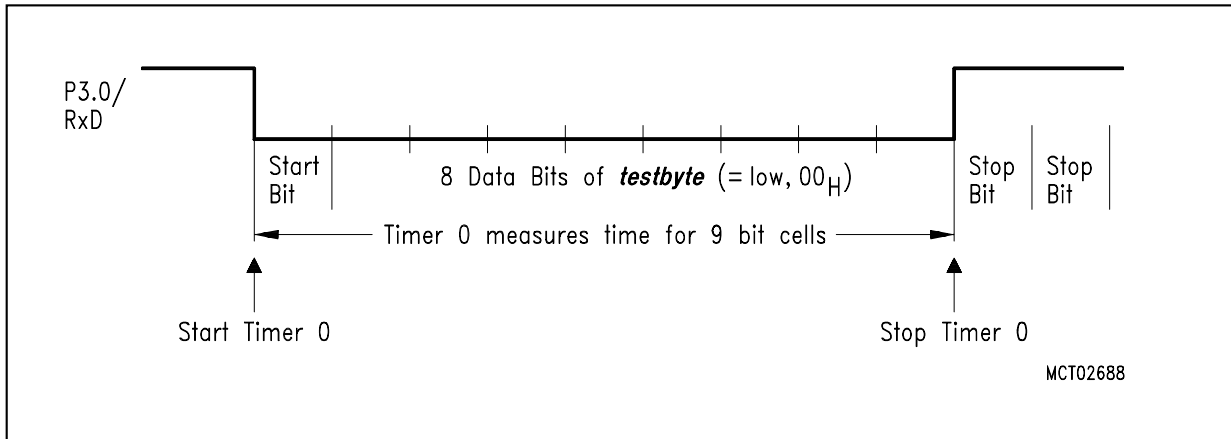 P3.0/
RxD
Start
Bit
8 Data Bits of testbyte (= low, 00H)
Stop
Bit
Stop
Bit
Timer 0 measures time for 9 bit cells
Start Timer 0
Stop Timer 0
MCT02688